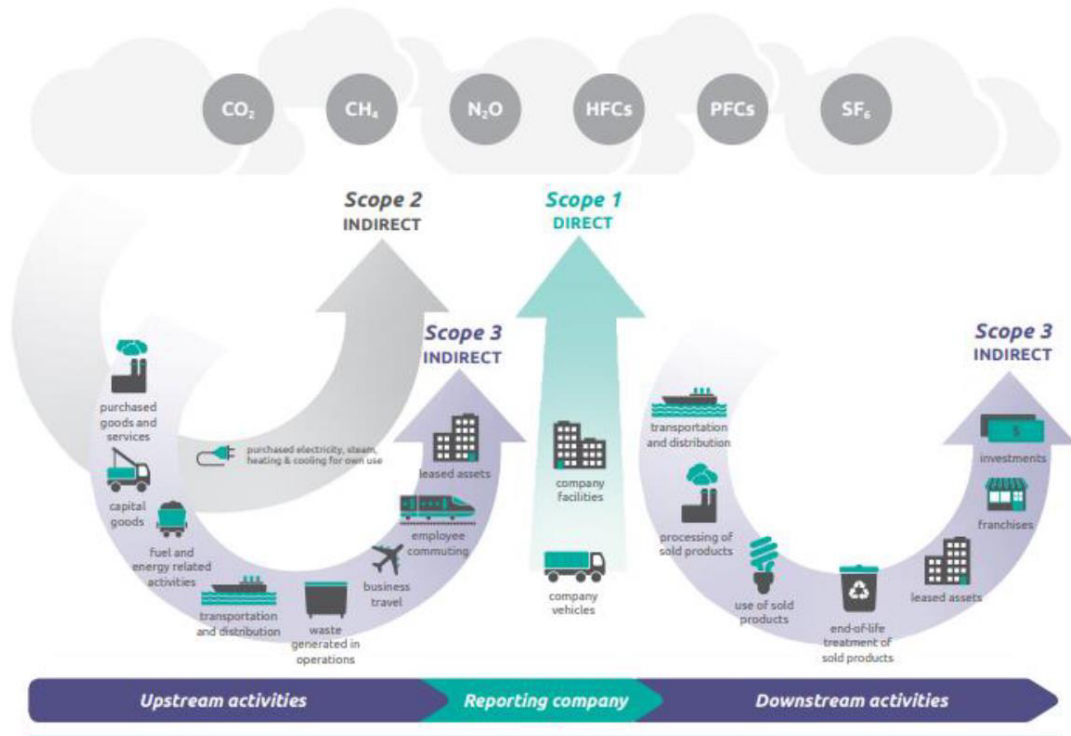 CO₂
CH₄
N₂O
HFCs
PFCs
SF₆
Scope 2
INDIRECT
Scope 1
DIRECT
Scope 3
INDIRECT
Scope 3
INDIRECT
purchased
goods and
services
capital
goods
fuel and
energy related
activities
purchased electricity, steam,
heating & cooling for own use
transportation
and distribution
waste
generated in
operations
business
travel
employee
commuting
leased assets
company
facilities
company
vehicles
transportation
and distribution
processing of
sold products
use of sold
products
end-of-life
treatment of
sold products
leased assets
franchises
$
investments
Upstream activities
Reporting company
Downstream activities